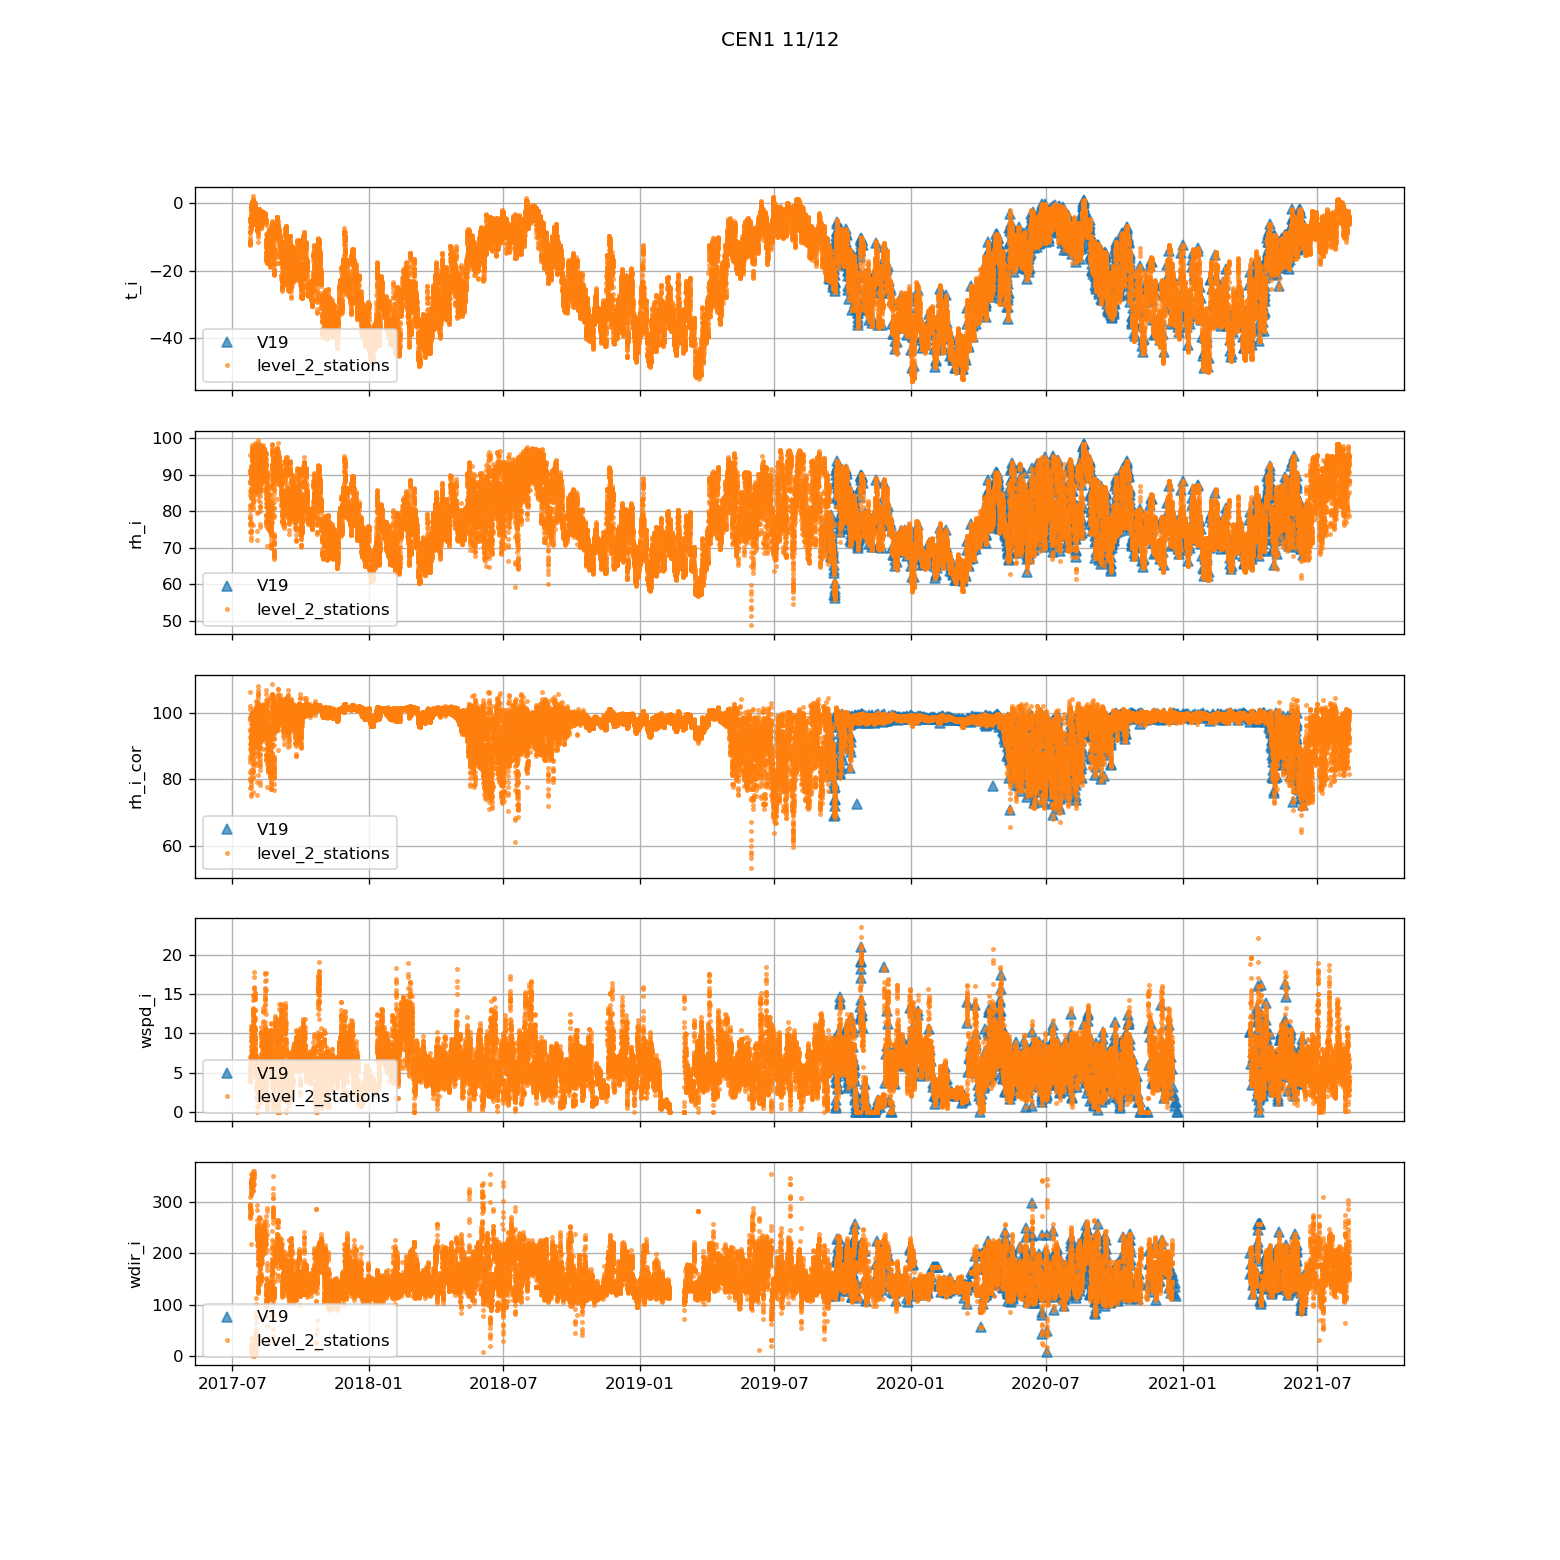 CEN1 11/12
0
−20
−40
t_i
V19
level_2_stations
100
90
80
70
60
50
rh_i
V19
level_2_stations
100
80
60
rh_i_cor
V19
level_2_stations
20
15
10
5
0
wspd_i
V19
level_2_stations
300
200
100
0
wdir_i
V19
level_2_stations
2017-07 2018-01 2018-07 2019-01 2019-07 2020-01 2020-07 2021-01 2021-07